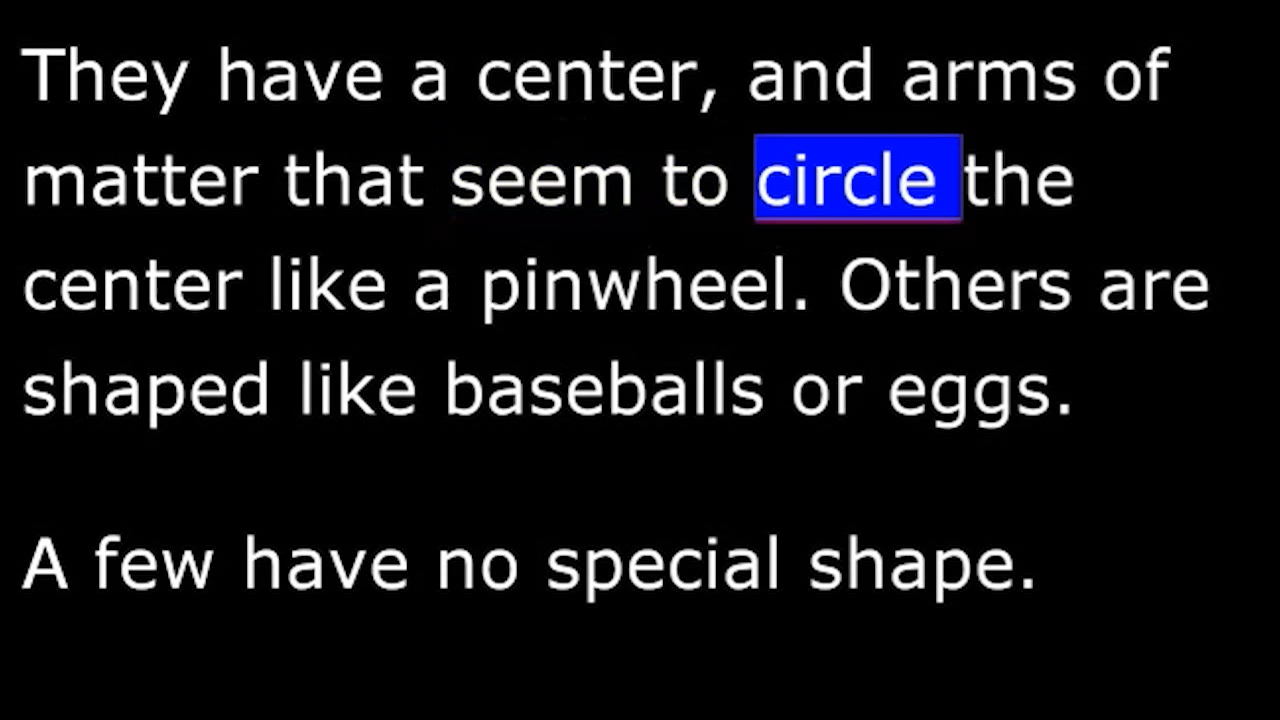 They have a center, and arms of
matter that seem to circle the
center like a pinwheel. Others are
shaped like baseballs or eggs.
A few have no special shape.